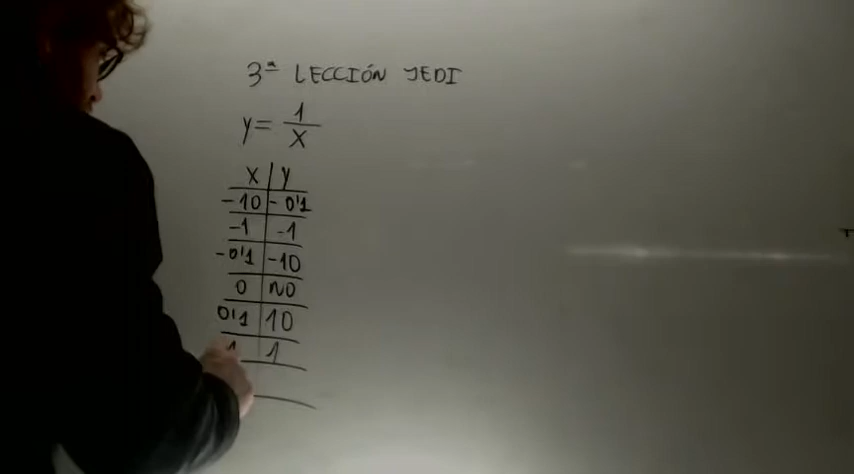 3ª LECCIÓN JEDI
y = 1/x
x | y
-10 | -0'1
-1 | -1
-0'1 | -10
0 | NO
0'1 | 10
1 | 1